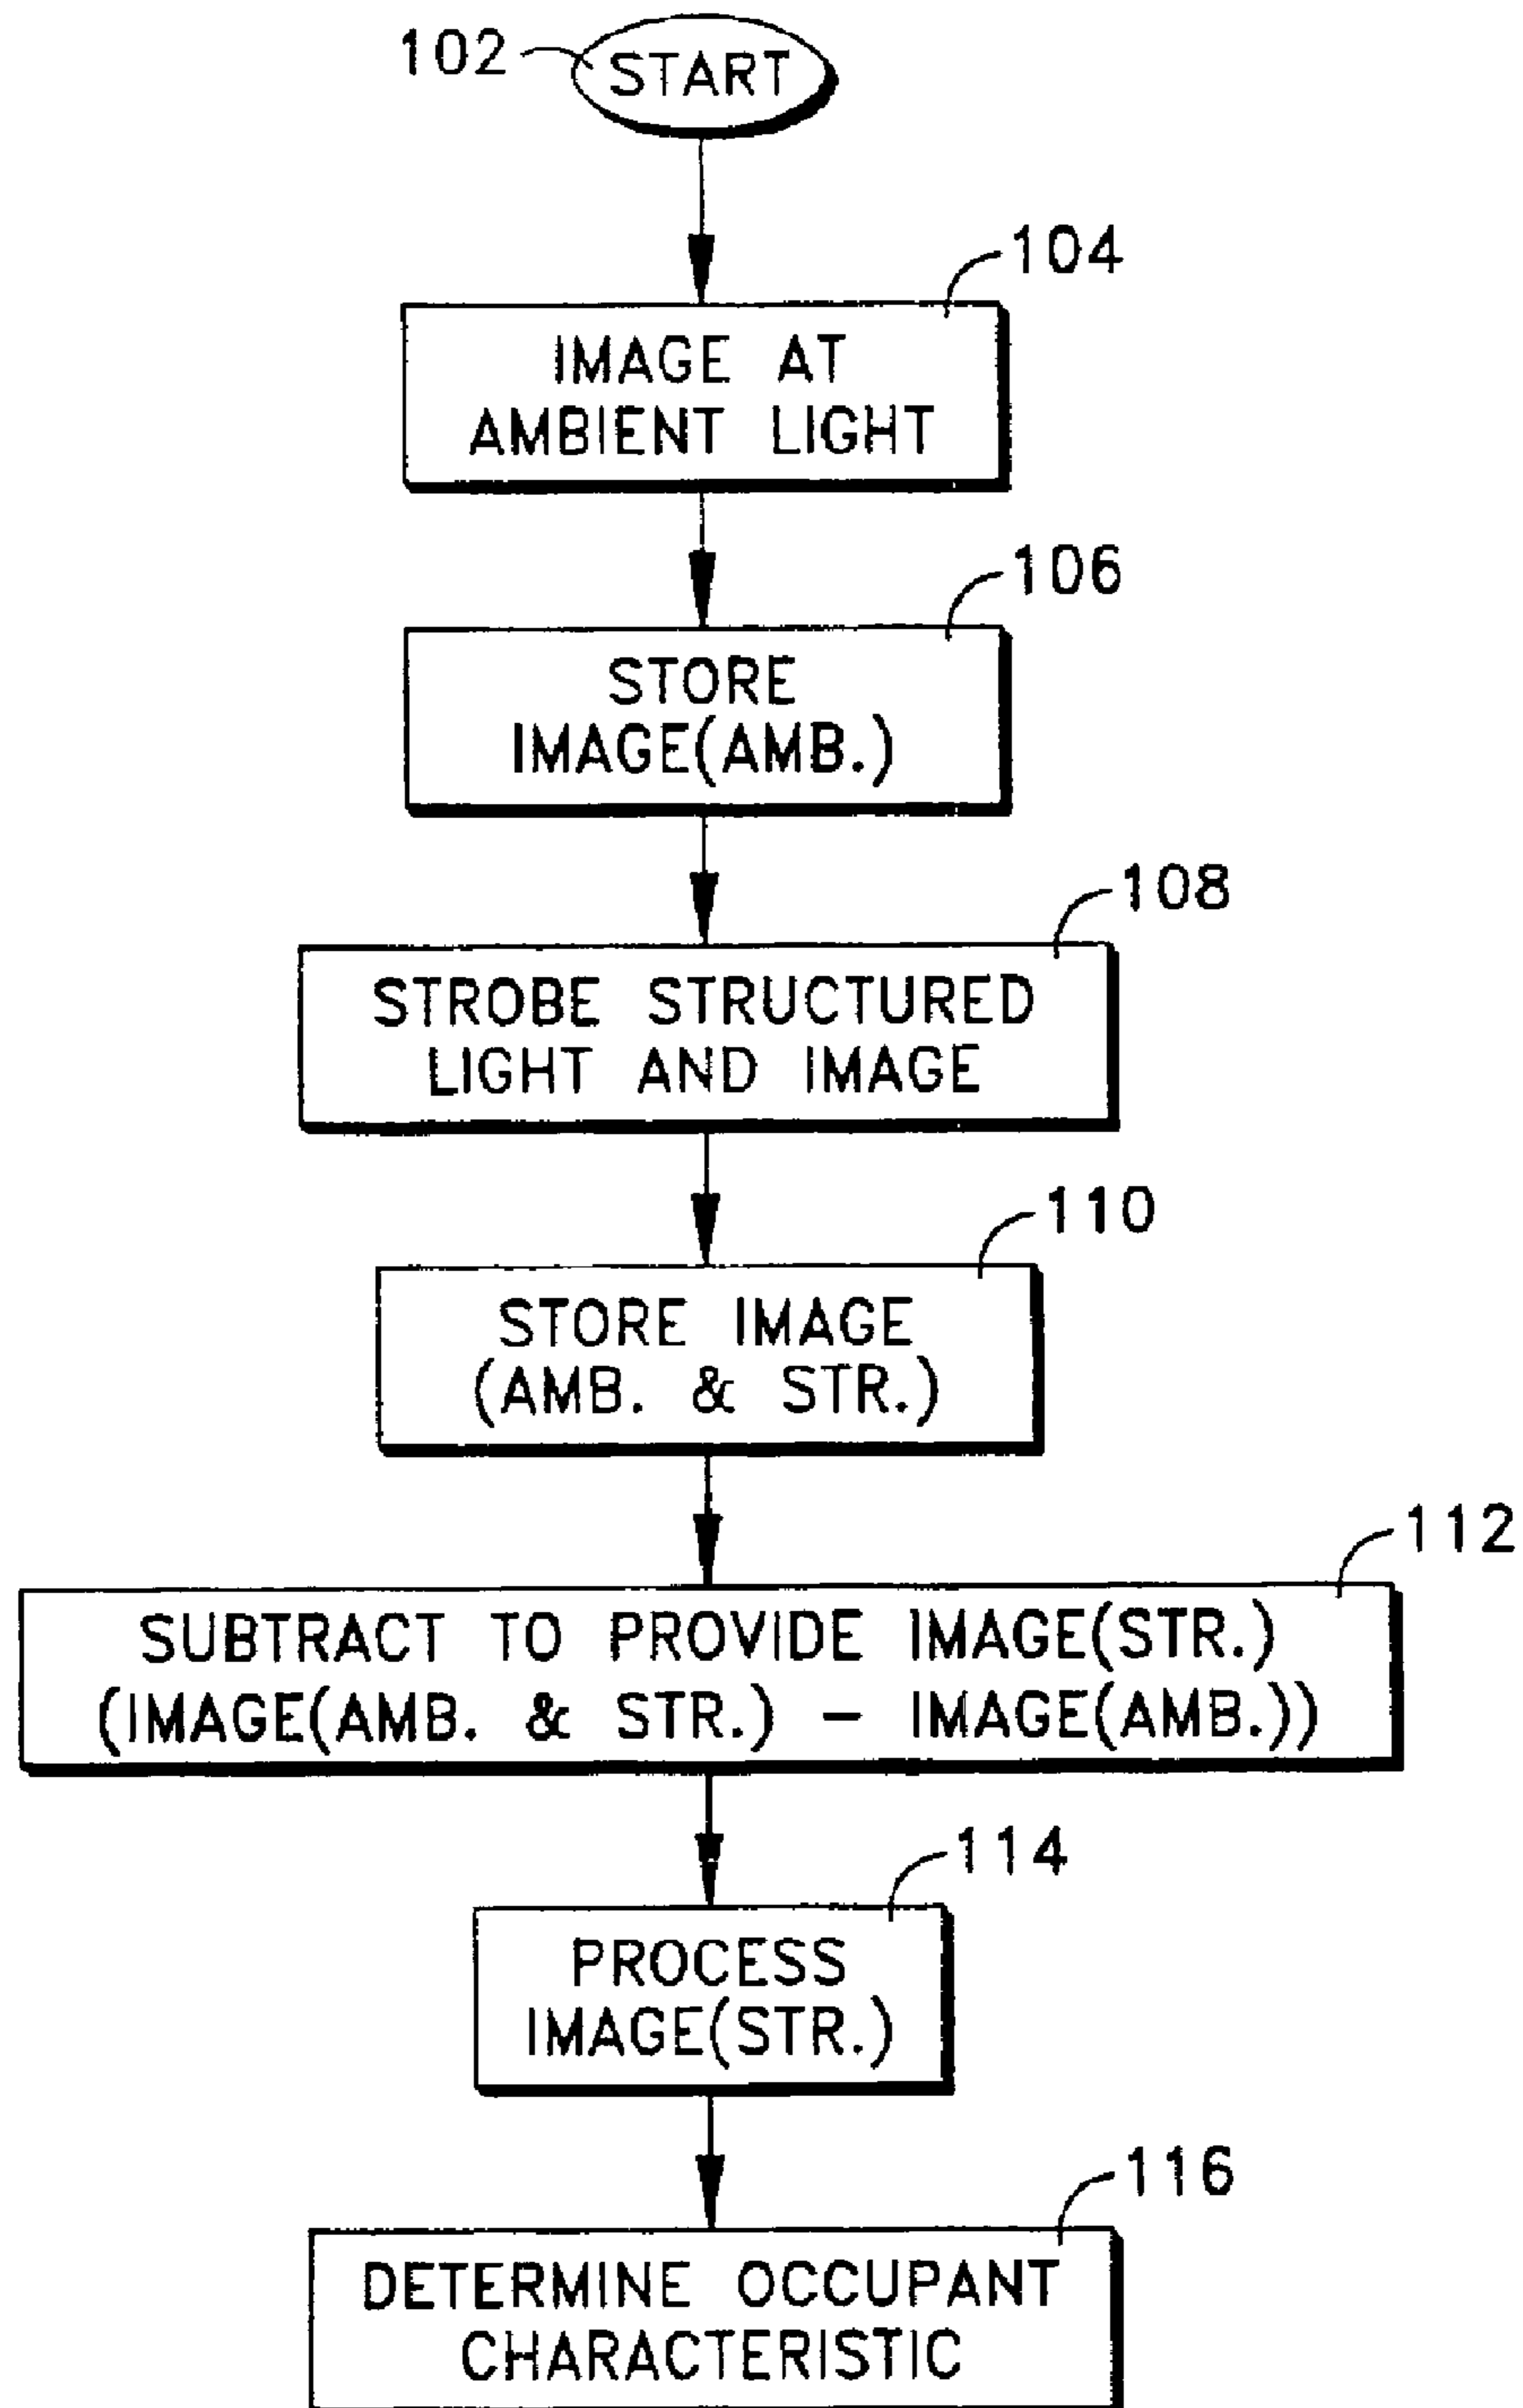 102
START
104
IMAGE AT
AMBIENT LIGHT
106
STORE
IMAGE(AMB.)
108
STROBE STRUCTURED
LIGHT AND IMAGE
110
STORE IMAGE
(AMB. & STR.)
112
SUBTRACT TO PROVIDE IMAGE(STR.)
(IMAGE(AMB. & STR.) - IMAGE(AMB.))
114
PROCESS
IMAGE(STR.)
116
DETERMINE OCCUPANT
CHARACTERISTIC